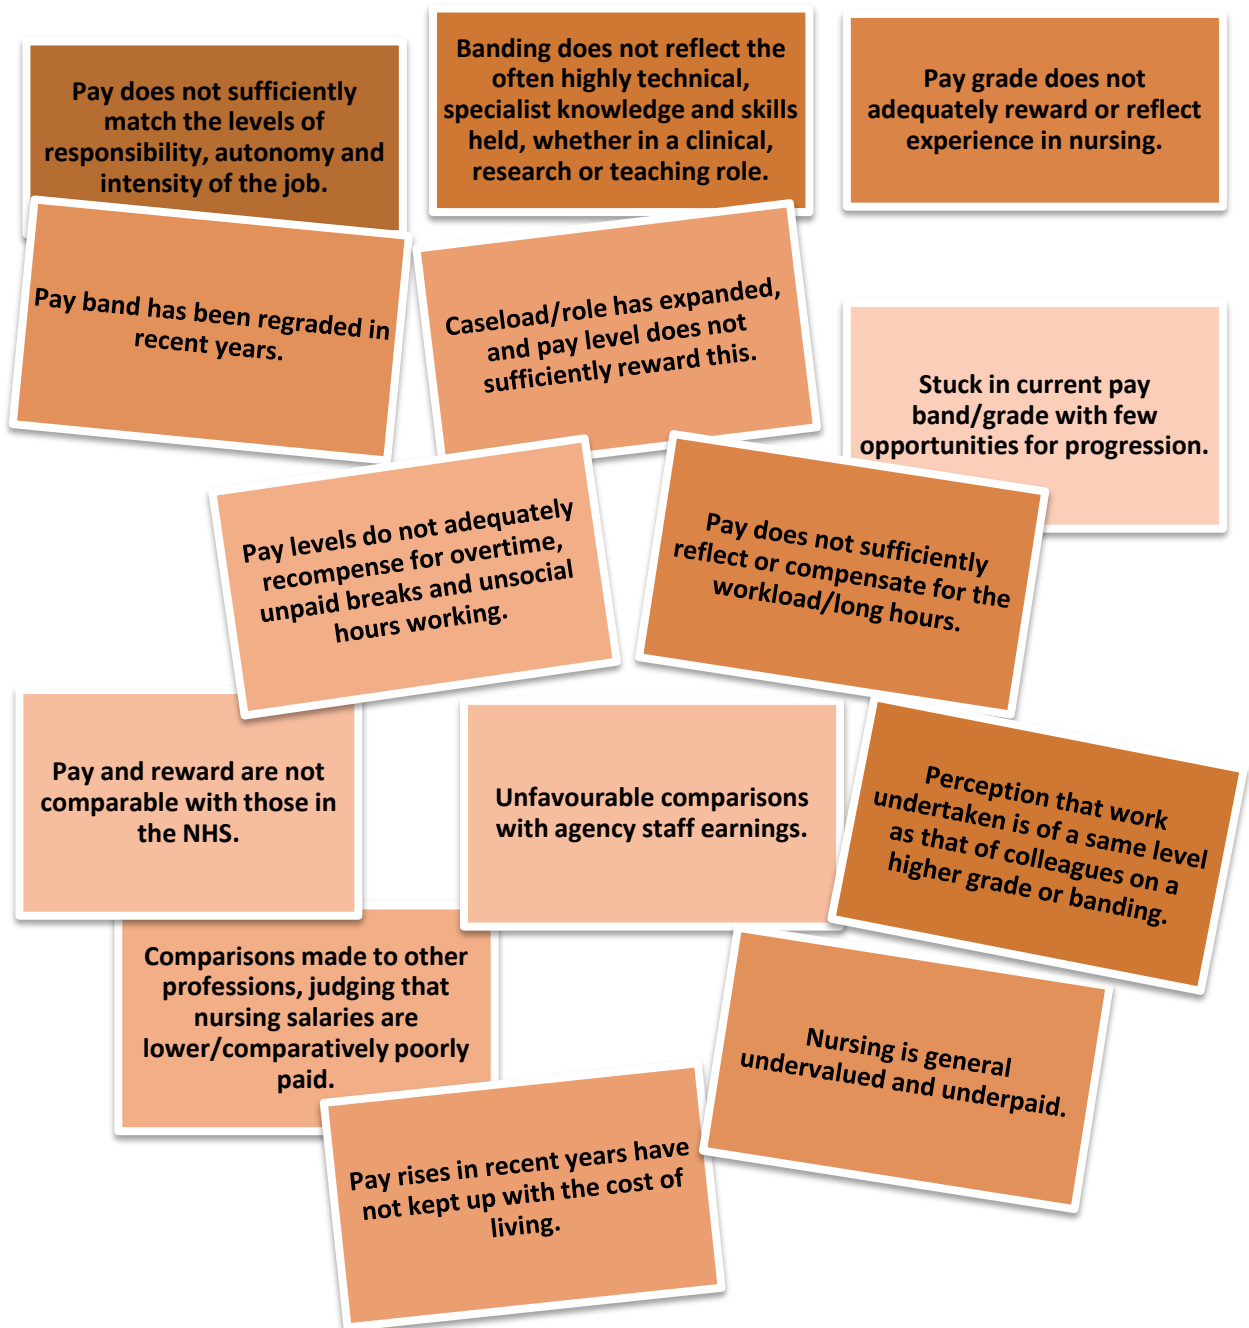 Pay does not sufficiently
match the levels of
responsibility, autonomy and
intensity of the job.
Banding does not reflect the
often highly technical,
specialist knowledge and skills
held, whether in a clinical,
research or teaching role.
Pay grade does not
adequately reward or reflect
experience in nursing.
Pay band has been regraded in
recent years.
Caseload/role has expanded,
and pay level does not
sufficiently reward this.
Stuck in current pay
band/grade with few
opportunities for progression.
Pay levels do not adequately
recompense for overtime,
unpaid breaks and unsocial
hours working.
Pay does not sufficiently
reflect or compensate for the
workload/long hours.
Pay and reward are not
comparable with those in
the NHS.
Unfavourable comparisons
with agency staff earnings.
Perception that work
undertaken is of a same level
as that of colleagues on a
higher grade or banding.
Comparisons made to other
professions, judging that
nursing salaries are
lower/comparatively poorly
paid.
Nursing is general
undervalued and underpaid.
Pay rises in recent years have
not kept up with the cost of
living.